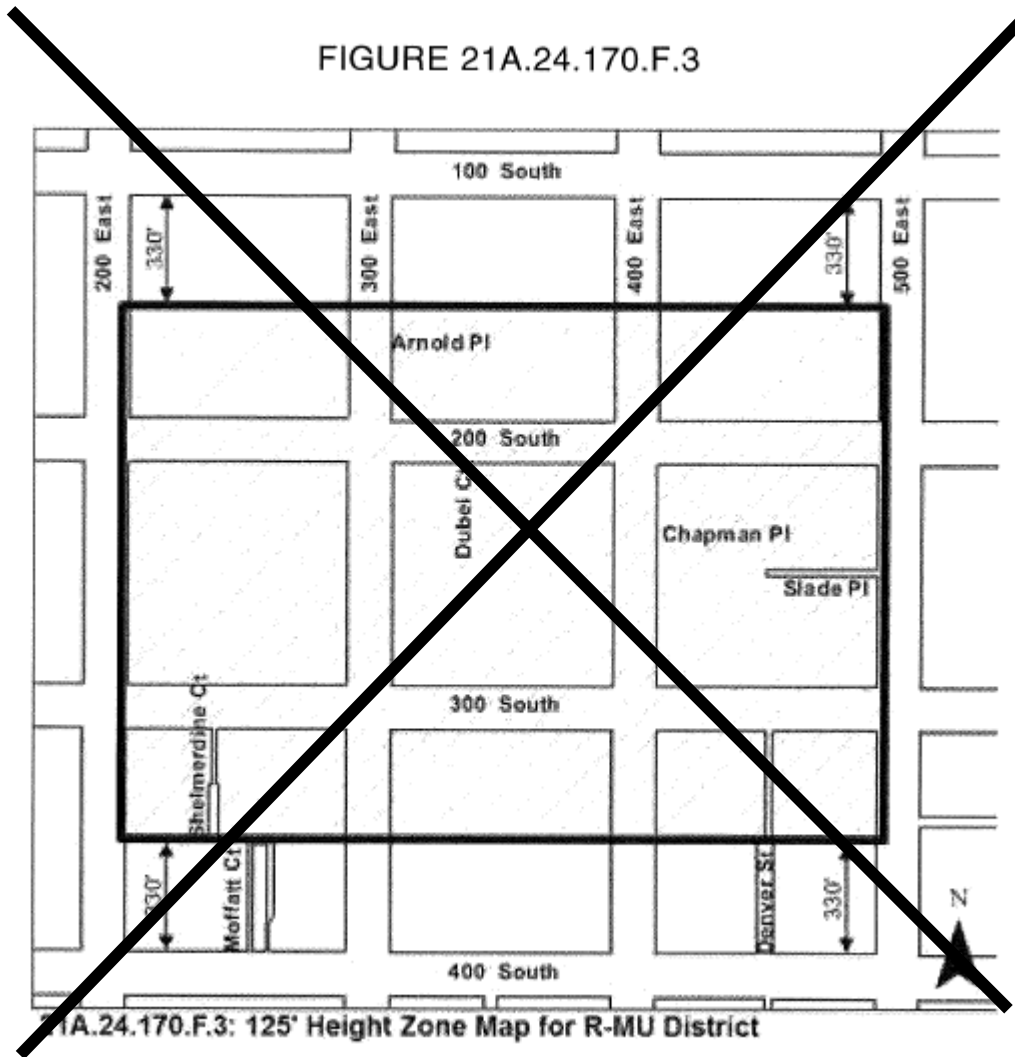 FIGURE 21A.24.170.F.3
100 South
200 East
300 East
400 East
500 East
330'
330'
Arnold Pl
200 South
Dubei Ct
Chapman Pl
Slade Pl
Shelmerdine Ct
300 South
330'
Moffatt Ct
Denver St
330'
N
400 South
21A.24.170.F.3: 125' Height Zone Map for R-MU District